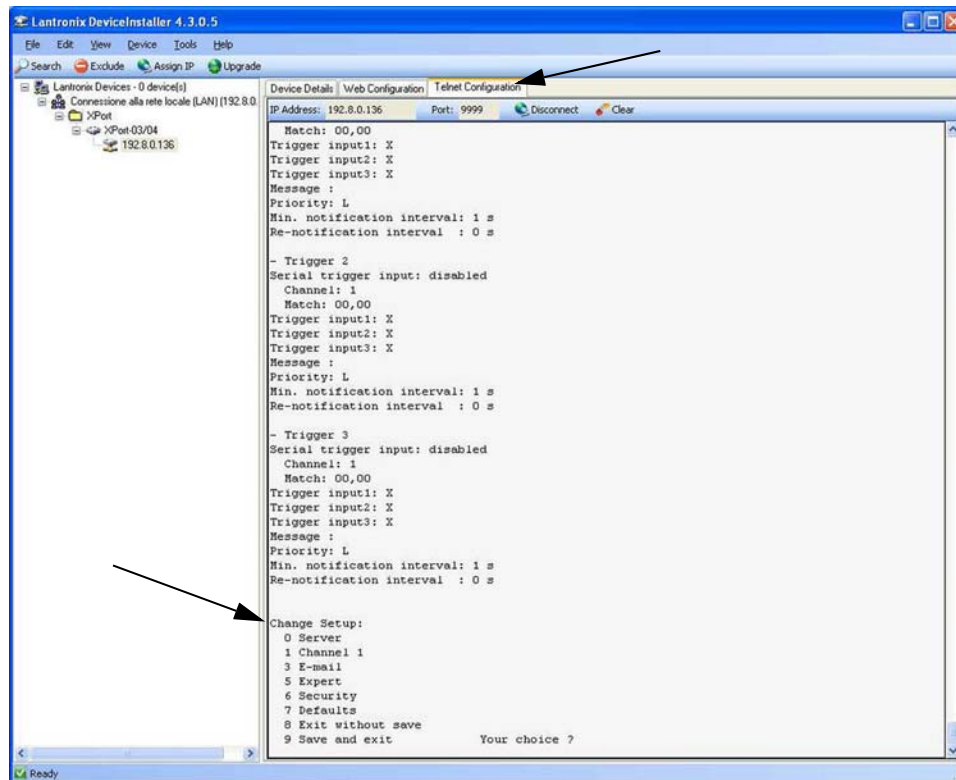 Lantronix DeviceInstaller 4.3.0.5
File Edit View Device Tools Help
Search Exclude Assign IP Upgrade
Lantronix Devices - 0 device(s)
Connessione alla rete locale (LAN) (192.8.0.
XPort
XPort-03/04
192.8.0.136
Device Details Web Configuration Telnet Configuration
IP Address: 192.8.0.136 Port: 9999 Disconnect Clear
Match: 00,00
Trigger input1: X
Trigger input2: X
Trigger input3: X
Message :
Priority: L
Min. notification interval: 1 s
Re-notification interval : 0 s
- Trigger 2
Serial trigger input: disabled
Channel: 1
Match: 00,00
Trigger input1: X
Trigger input2: X
Trigger input3: X
Message :
Priority: L
Min. notification interval: 1 s
Re-notification interval : 0 s
- Trigger 3
Serial trigger input: disabled
Channel: 1
Match: 00,00
Trigger input1: X
Trigger input2: X
Trigger input3: X
Message :
Priority: L
Min. notification interval: 1 s
Re-notification interval : 0 s
Change Setup:
0 Server
1 Channel 1
3 E-mail
5 Expert
6 Security
7 Defaults
8 Exit without save
9 Save and exit Your choice ?
Ready